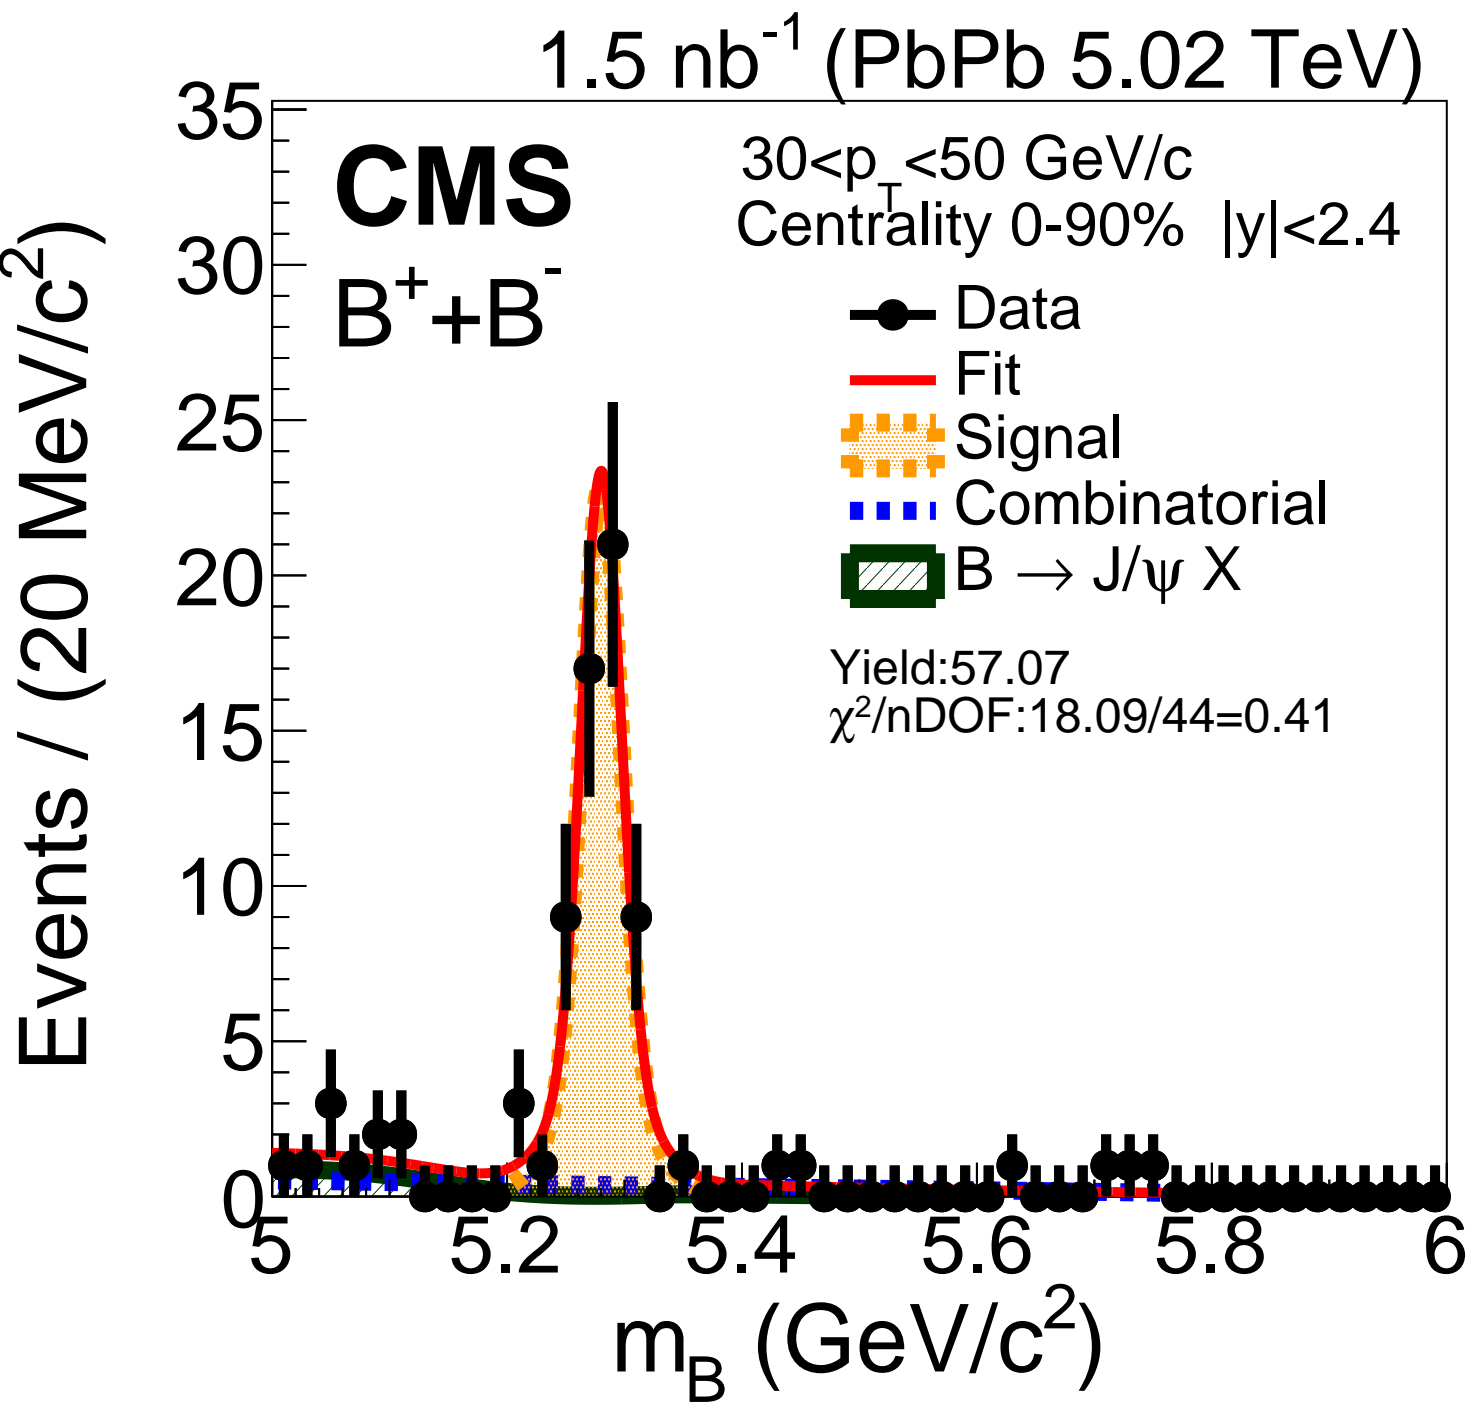 1.5 nb⁻¹ (PbPb 5.02 TeV)
CMS
B⁺+B⁻
30<p_T<50 GeV/c
Centrality 0-90% |y|<2.4
Data
Fit
Signal
Combinatorial
B → J/ψ X
Yield:57.07
χ²/nDOF:18.09/44=0.41
Events / (20 MeV/c²)
35
30
25
20
15
10
5
0
5
5.2
5.4
5.6
5.8
6
m_B (GeV/c²)